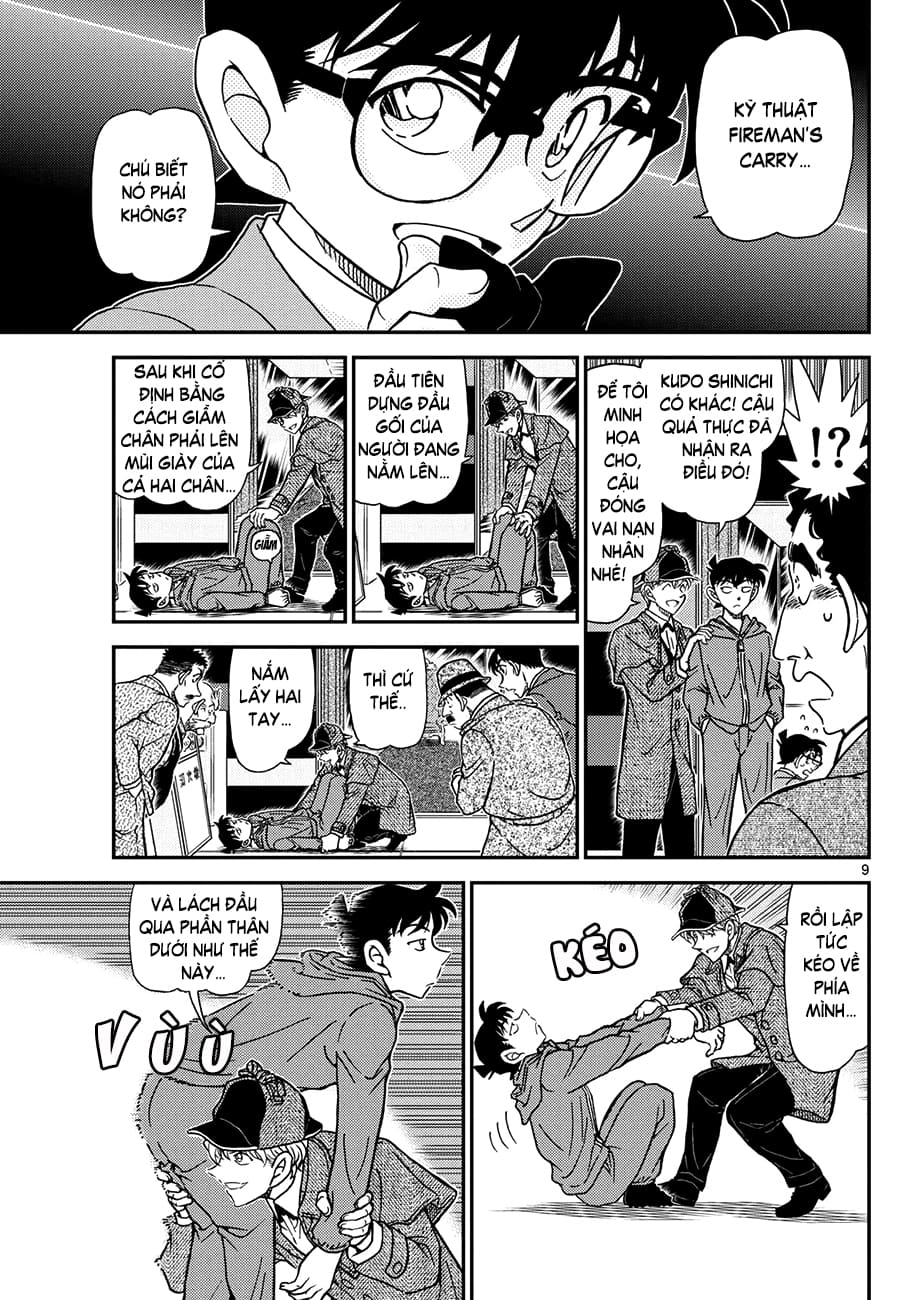 KỸ THUẬT
FIREMAN'S
CARRY...
CHÚ BIẾT
NÓ PHẢI
KHÔNG?
!?
KUDO SHINICHI
CÓ KHÁC! CẬU
QUẢ THỰC ĐÃ
NHẬN RA
ĐIỀU ĐÓ!
ĐỂ TÔI
MINH
HỌA
CHO,
CẬU ĐÓNG
VAI NẠN
NHÂN
NHÉ!
ĐẦU TIÊN
DỰNG ĐẦU
GỐI CỦA
NGƯỜI ĐANG
NẰM LÊN...
SAU KHI CỐ
ĐỊNH BẰNG
CÁCH GIẪM
CHÂN PHẢI LÊN
MŨI GIÀY CỦA
CẢ HAI CHÂN...
GIẪM
THÌ CỨ
THẾ..
NẮM
LẤY HAI
TAY...
9
RỒI LẬP
TỨC
KÉO VỀ
PHÍA
MÌNH...
KÉO
VÀ LÁCH ĐẦU
QUA PHẦN THÂN
DƯỚI NHƯ THẾ
NÀY...
VÙÙ